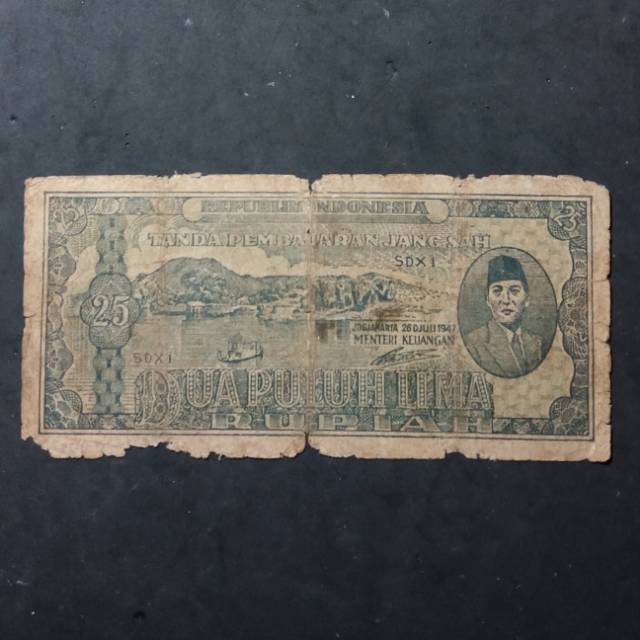 REPUBLIK INDONESIA
TANDA PEMBAJARAN JANG SAH
SDX1
25
JOGJAKARTA 26 DJULI 1947
MENTERI KEUANGAN
SDX1
DUA PULUH LIMA
RUPIAH